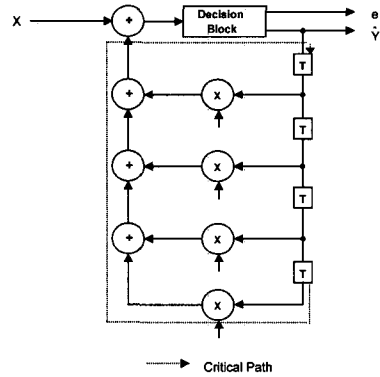 X
+
Decision
Block
e
Ŷ
T
+
X
T
+
X
T
+
X
T
X
Critical Path